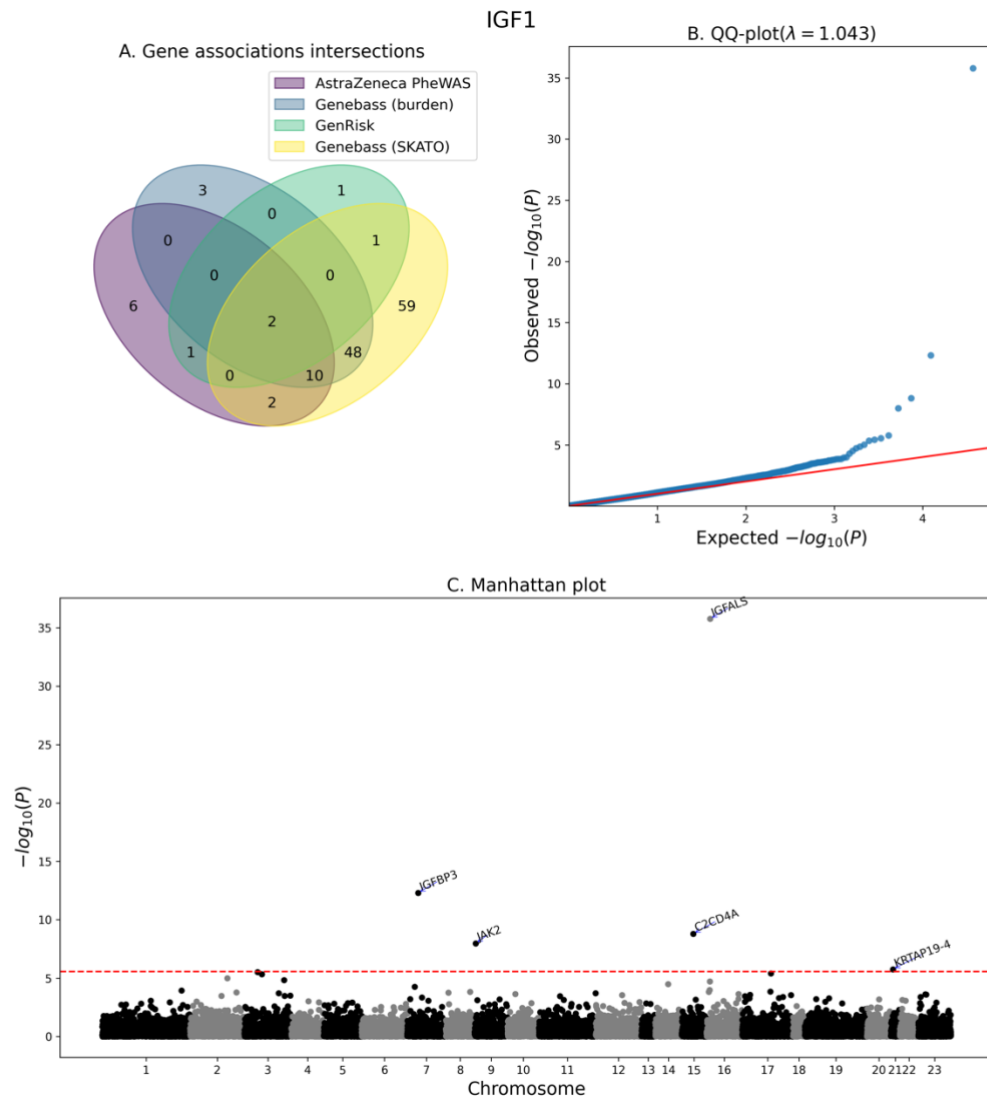 IGF1
A. Gene associations intersections
AstraZeneca PheWAS
Genebass (burden)
GenRisk
Genebass (SKATO)
3
1
0
0
1
0
0
6
59
2
1
48
0
10
2
B. QQ-plot(λ = 1.043)
Observed −log10(P)
35
30
25
20
15
10
5
1 2 3 4
Expected −log10(P)
C. Manhattan plot
−log10(P)
35
30
25
20
15
10
5
0
IGFALS
IGFBP3
JAK2
C2CD4A
KRTAP19-4
1 2 3 4 5 6 7 8 9 10 11 12 13 14 15 16 17 18 19 20 21 22 23
Chromosome